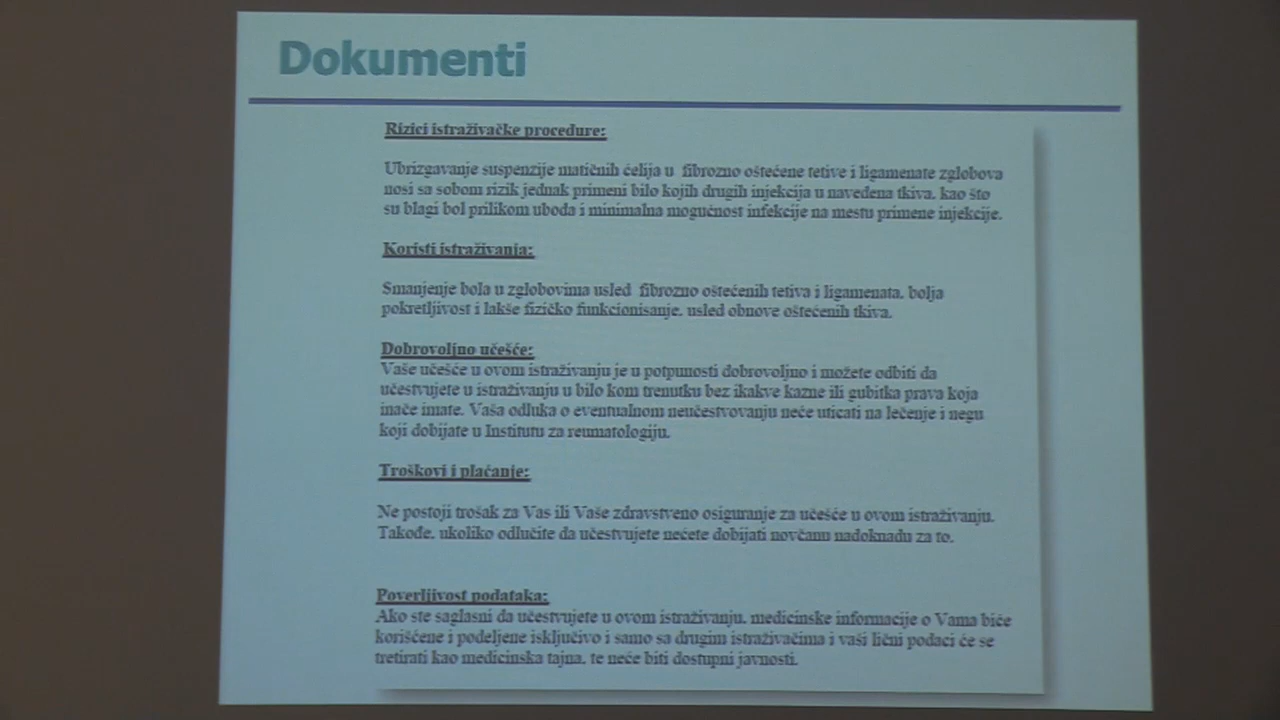 Dokumenti
Rizici istraživačke procedure:
Ubrizgavanje suspenzije matičnih ćelija u fibrozno oštećene tetive i ligamenate zglobova
nosi sa sobom rizik jednak primeni bilo kojih drugih injekcija u navedena tkiva, kao što
su blagi bol prilikom uboda i minimalna mogućnost infekcije na mestu primene injekcije.
Koristi istraživanja:
Smanjenje bola u zglobovima usled fibrozno oštećenih tetiva i ligamenata, bolja
pokretljivost i lakše fizičko funkcionisanje, usled obnove oštećenih tkiva.
Dobrovoljno učešće:
Vaše učešće u ovom istraživanju je u potpunosti dobrovoljno i možete odbiti da
učestvujete u istraživanju u bilo kom trenutku bez ikakve kazne ili gubitka prava koja
inače imate. Vaša odluka o eventualnom neučestvovanju neće uticati na lečenje i negu
koji dobijate u Institutu za reumatologiju.
Troškovi i plaćanje:
Ne postoji trošak za Vas ili Vaše zdravstveno osiguranje za učešće u ovom istraživanju.
Takođe, ukoliko odlučite da učestvujete nećete dobijati novčanu nadoknadu za to.
Poverljivost podataka:
Ako ste saglasni da učestvujete u ovom istraživanju, medicinske informacije o Vama biće
korišćene i podeljene isključivo i samo sa drugim istraživačima i vaši lični podaci će se
tretirati kao medicinska tajna, te neće biti dostupni javnosti.